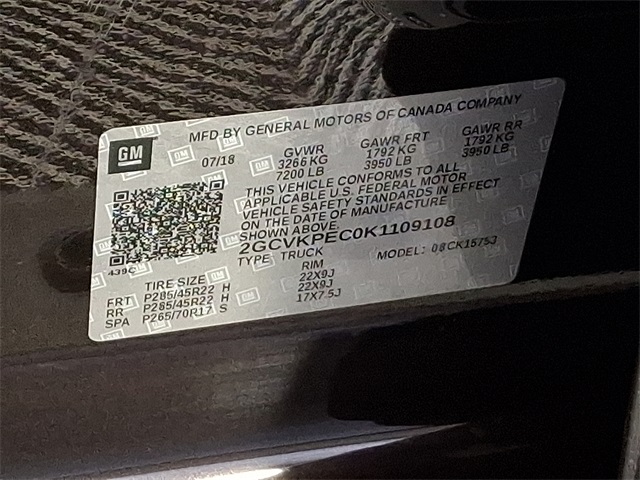 MFD BY GENERAL MOTORS OF CANADA COMPANY
GM
07/18 GVWR GAWR FRT GAWR RR
3266 KG 1792 KG 1792 KG
7200 LB 3950 LB 3950 LB
THIS VEHICLE CONFORMS TO ALL
APPLICABLE U.S. FEDERAL MOTOR
VEHICLE SAFETY STANDARDS IN EFFECT
ON THE DATE OF MANUFACTURE
SHOWN ABOVE.
2GCVKPEC0K1109108
439C TYPE: TRUCK MODEL: 08CK15753
TIRE SIZE RIM
FRT P285/45R22 H 22X9J
RR P285/45R22 H 22X9J
SPA P265/70R17 S 17X7.5J